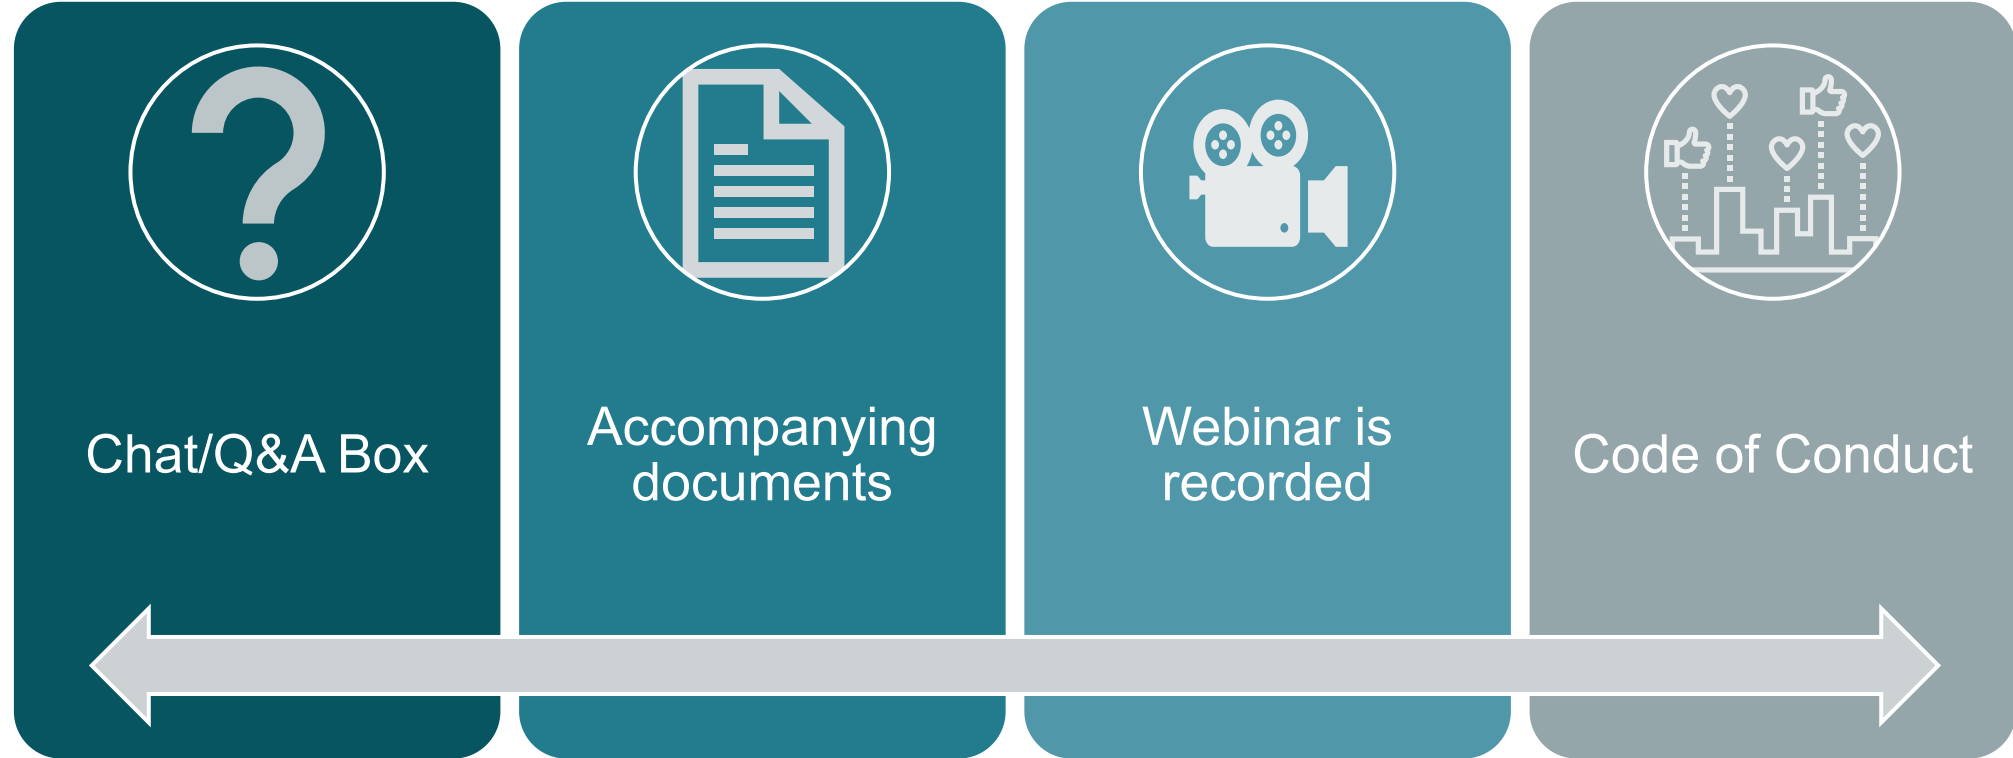 Chat/Q&A Box
Accompanying
documents
Webinar is
recorded
Code of Conduct